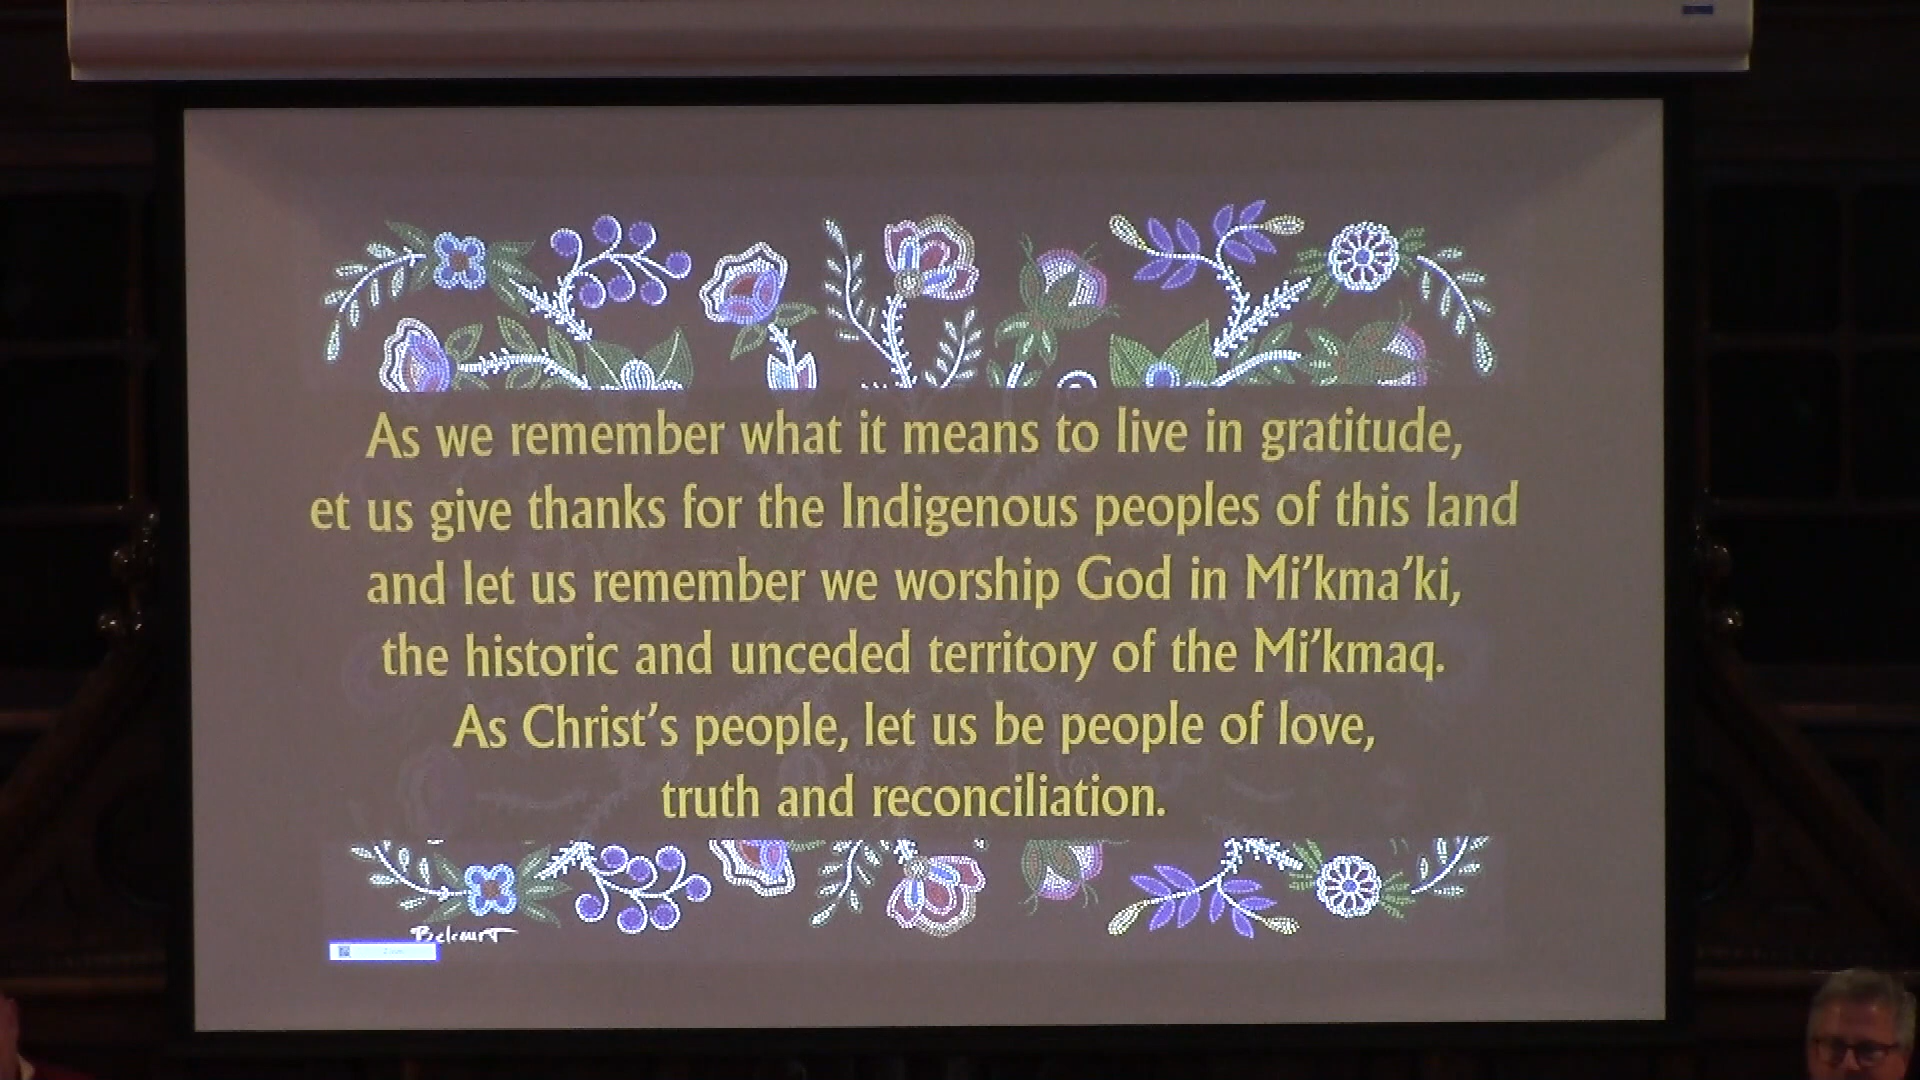 As we remember what it means to live in gratitude,
et us give thanks for the Indigenous peoples of this land
and let us remember we worship God in Mi’kma’ki,
the historic and unceded territory of the Mi’kmaq.
As Christ’s people, let us be people of love,
truth and reconciliation.
Belcourt